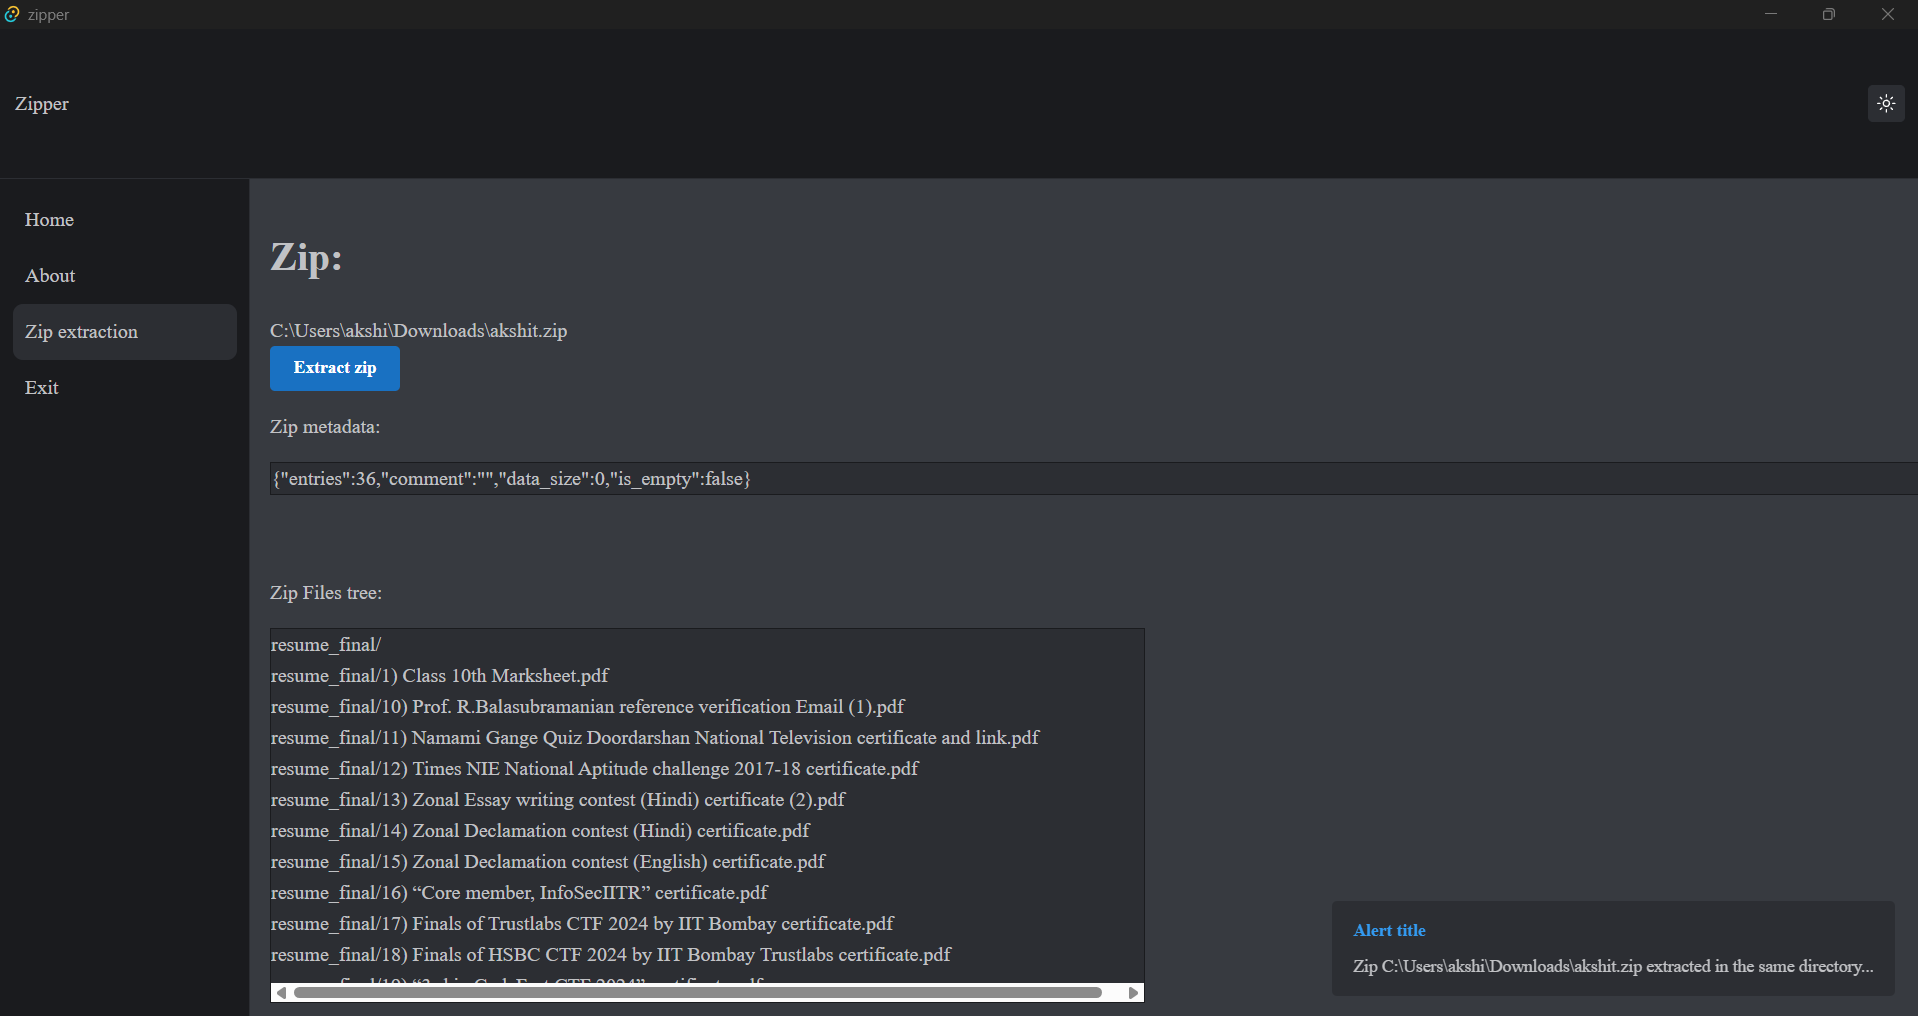 zipper
Zipper
Home
About
Zip extraction
Exit
Zip:
C:\Users\akshi\Downloads\akshit.zip
Extract zip
Zip metadata:
{"entries":36,"comment":"","data_size":0,"is_empty":false}
Zip Files tree:
resume_final/
resume_final/1) Class 10th Marksheet.pdf
resume_final/10) Prof. R.Balasubramanian reference verification Email (1).pdf
resume_final/11) Namami Gange Quiz Doordarshan National Television certificate and link.pdf
resume_final/12) Times NIE National Aptitude challenge 2017-18 certificate.pdf
resume_final/13) Zonal Essay writing contest (Hindi) certificate (2).pdf
resume_final/14) Zonal Declamation contest (Hindi) certificate.pdf
resume_final/15) Zonal Declamation contest (English) certificate.pdf
resume_final/16) “Core member, InfoSecIITR” certificate.pdf
resume_final/17) Finals of Trustlabs CTF 2024 by IIT Bombay certificate.pdf
resume_final/18) Finals of HSBC CTF 2024 by IIT Bombay Trustlabs certificate.pdf
Alert title
Zip C:\Users\akshi\Downloads\akshit.zip extracted in the same directory...